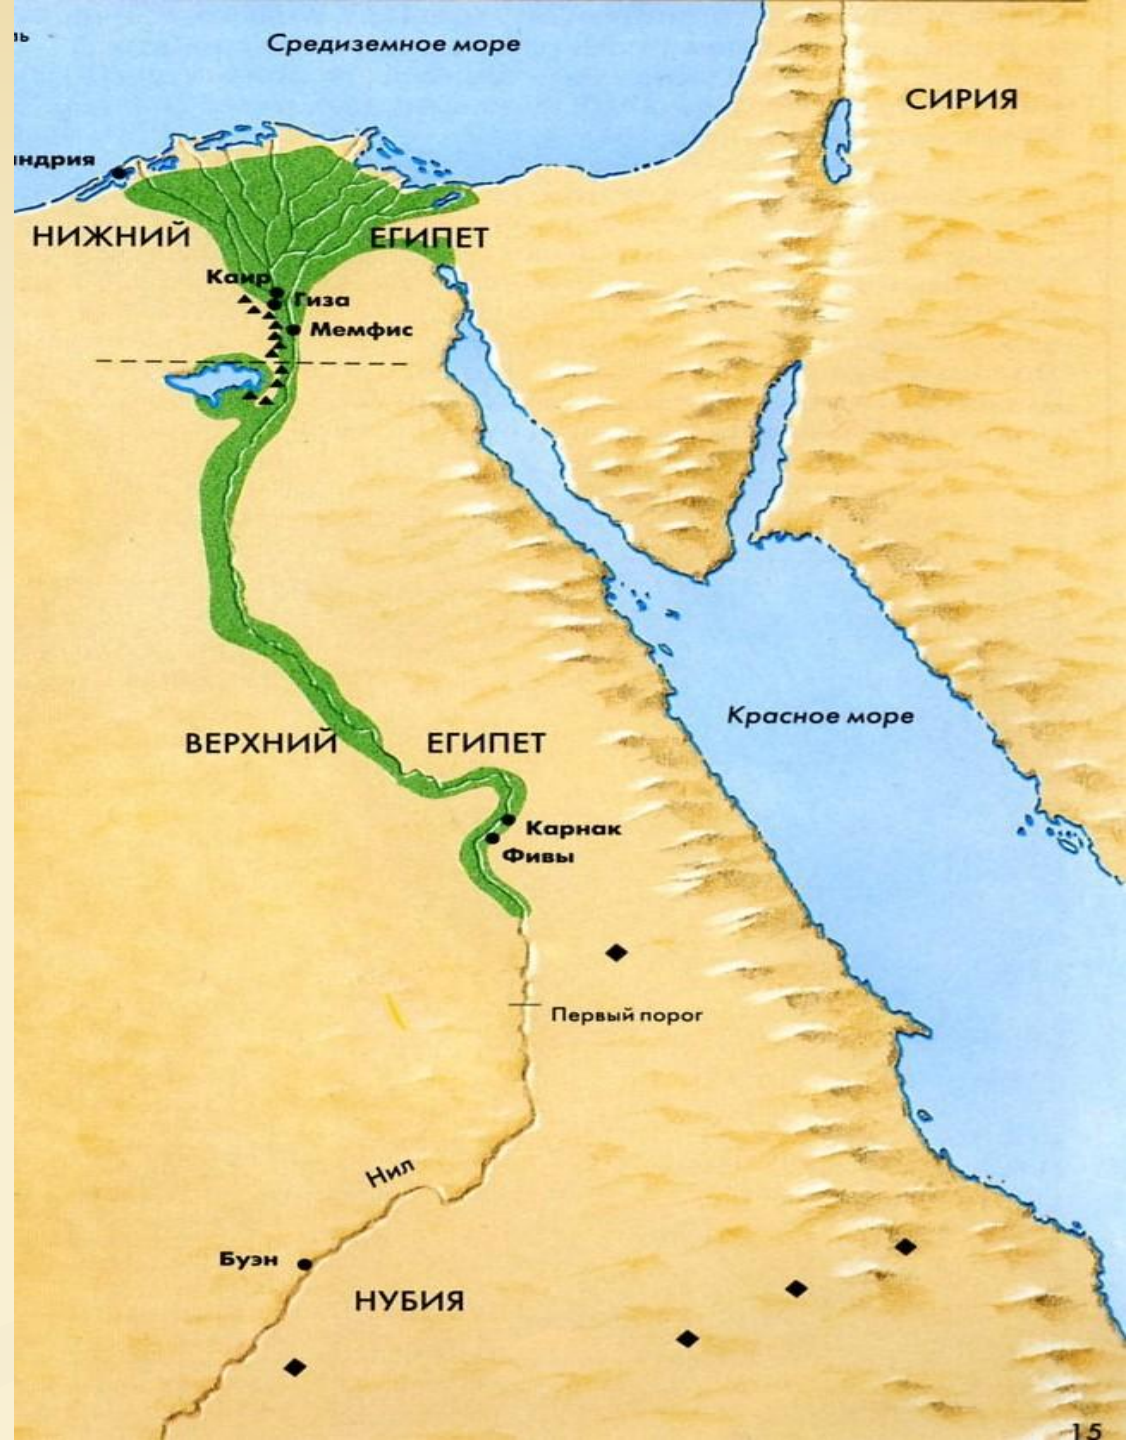 Средиземное море
СИРИЯ
НИЖНИЙ ЕГИПЕТ
Каир
Гиза
Мемфис
Красное море
ВЕРХНИЙ ЕГИПЕТ
Карнак
Фивы
Первый порог
Нил
Буэн
НУБИЯ
15